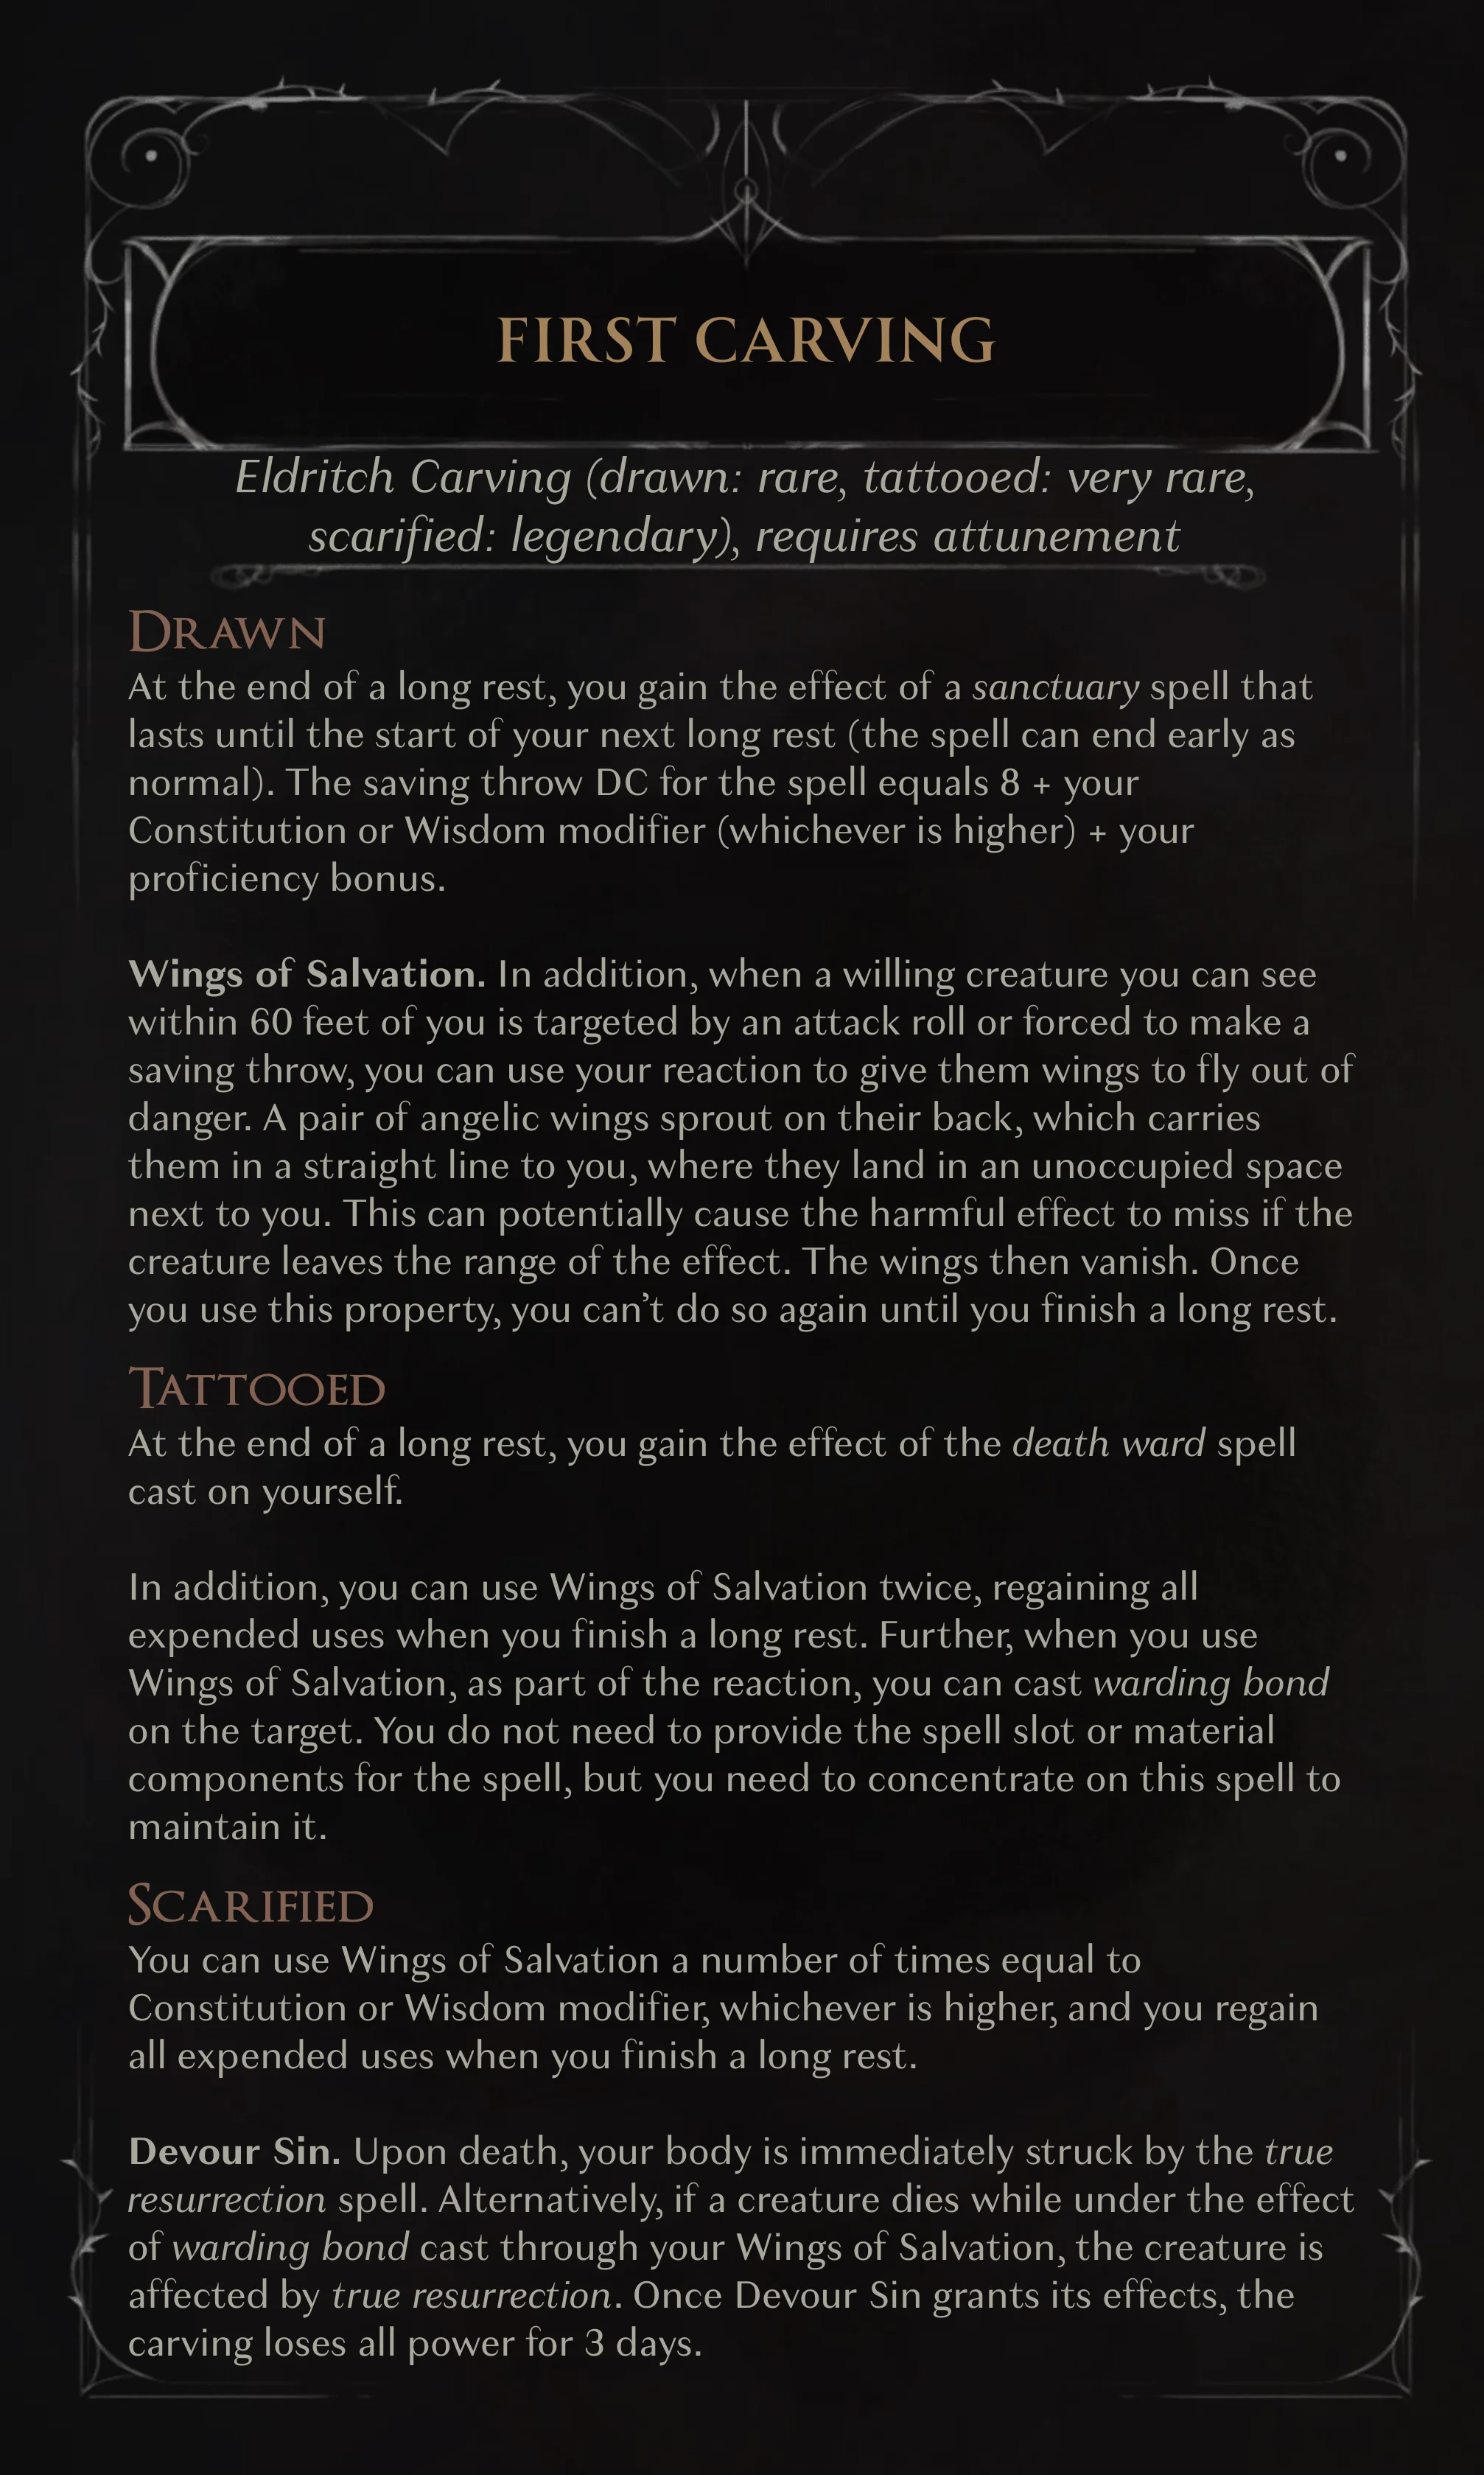 FIRST CARVING
Eldritch Carving (drawn: rare, tattooed: very rare,
scarified: legendary), requires attunement
Drawn
At the end of a long rest, you gain the effect of a sanctuary spell that
lasts until the start of your next long rest (the spell can end early as
normal). The saving throw DC for the spell equals 8 + your
Constitution or Wisdom modifier (whichever is higher) + your
proficiency bonus.
Wings of Salvation. In addition, when a willing creature you can see
within 60 feet of you is targeted by an attack roll or forced to make a
saving throw, you can use your reaction to give them wings to fly out of
danger. A pair of angelic wings sprout on their back, which carries
them in a straight line to you, where they land in an unoccupied space
next to you. This can potentially cause the harmful effect to miss if the
creature leaves the range of the effect. The wings then vanish. Once
you use this property, you can’t do so again until you finish a long rest.
Tattooed
At the end of a long rest, you gain the effect of the death ward spell
cast on yourself.
In addition, you can use Wings of Salvation twice, regaining all
expended uses when you finish a long rest. Further, when you use
Wings of Salvation, as part of the reaction, you can cast warding bond
on the target. You do not need to provide the spell slot or material
components for the spell, but you need to concentrate on this spell to
maintain it.
Scarified
You can use Wings of Salvation a number of times equal to
Constitution or Wisdom modifier, whichever is higher, and you regain
all expended uses when you finish a long rest.
Devour Sin. Upon death, your body is immediately struck by the true
resurrection spell. Alternatively, if a creature dies while under the effect
of warding bond cast through your Wings of Salvation, the creature is
affected by true resurrection. Once Devour Sin grants its effects, the
carving loses all power for 3 days.